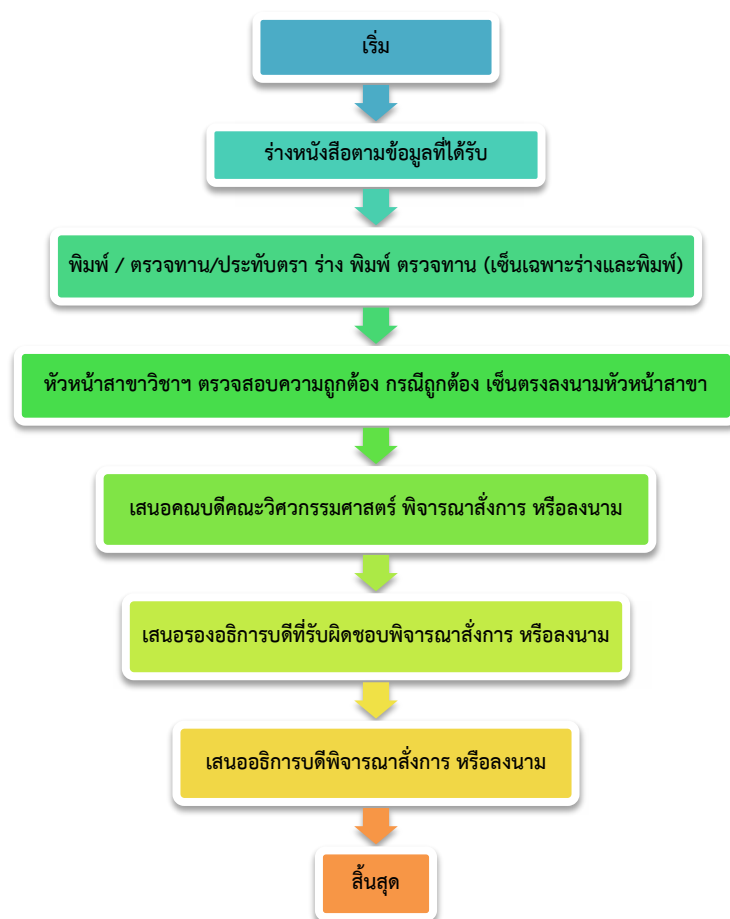 เริ่ม
ร่างหนังสือตามข้อมูลที่ได้รับ
พิมพ์ / ตรวจทาน/ประทับตรา ร่าง พิมพ์ ตรวจทาน (เซ็นเฉพาะร่างและพิมพ์)
หัวหน้าสาขาวิชาฯ ตรวจสอบความถูกต้อง กรณีถูกต้อง เซ็นตรงลงนามหัวหน้าสาขา
เสนอคณบดีคณะวิศวกรรมศาสตร์ พิจารณาสั่งการ หรือลงนาม
เสนอรองอธิการบดีที่รับผิดชอบพิจารณาสั่งการ หรือลงนาม
เสนออธิการบดีพิจารณาสั่งการ หรือลงนาม
สิ้นสุด